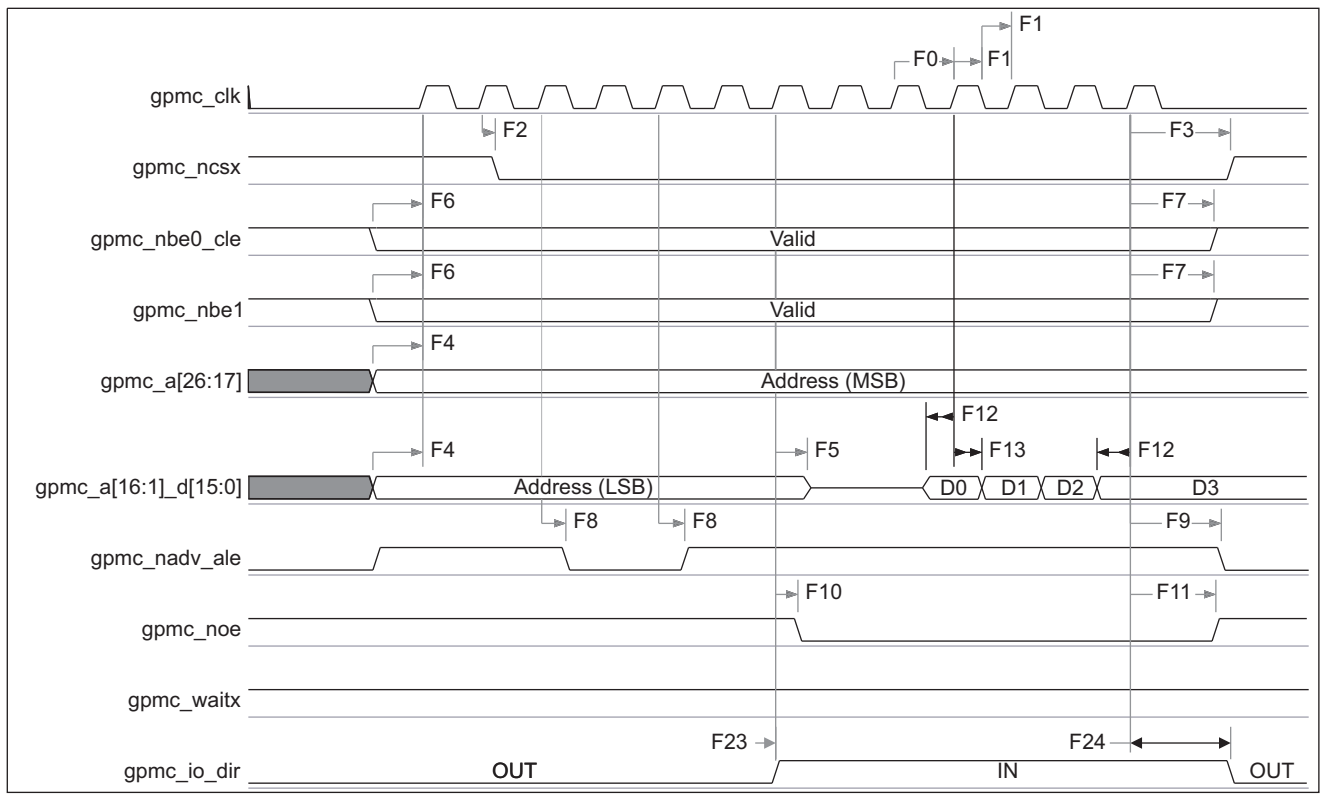 F1
F0 F1
gpmc_clk
F2 F3
gpmc_ncsx
F6 F7
gpmc_nbe0_cle Valid
F6 F7
gpmc_nbe1 Valid
F4
gpmc_a[26:17] Address (MSB)
F12
F4 F5 F13 F12
gpmc_a[16:1]_d[15:0] Address (LSB) D0 D1 D2 D3
F8 F8 F9
gpmc_nadv_ale
F10 F11
gpmc_noe
gpmc_waitx
F23 F24
gpmc_io_dir OUT IN OUT